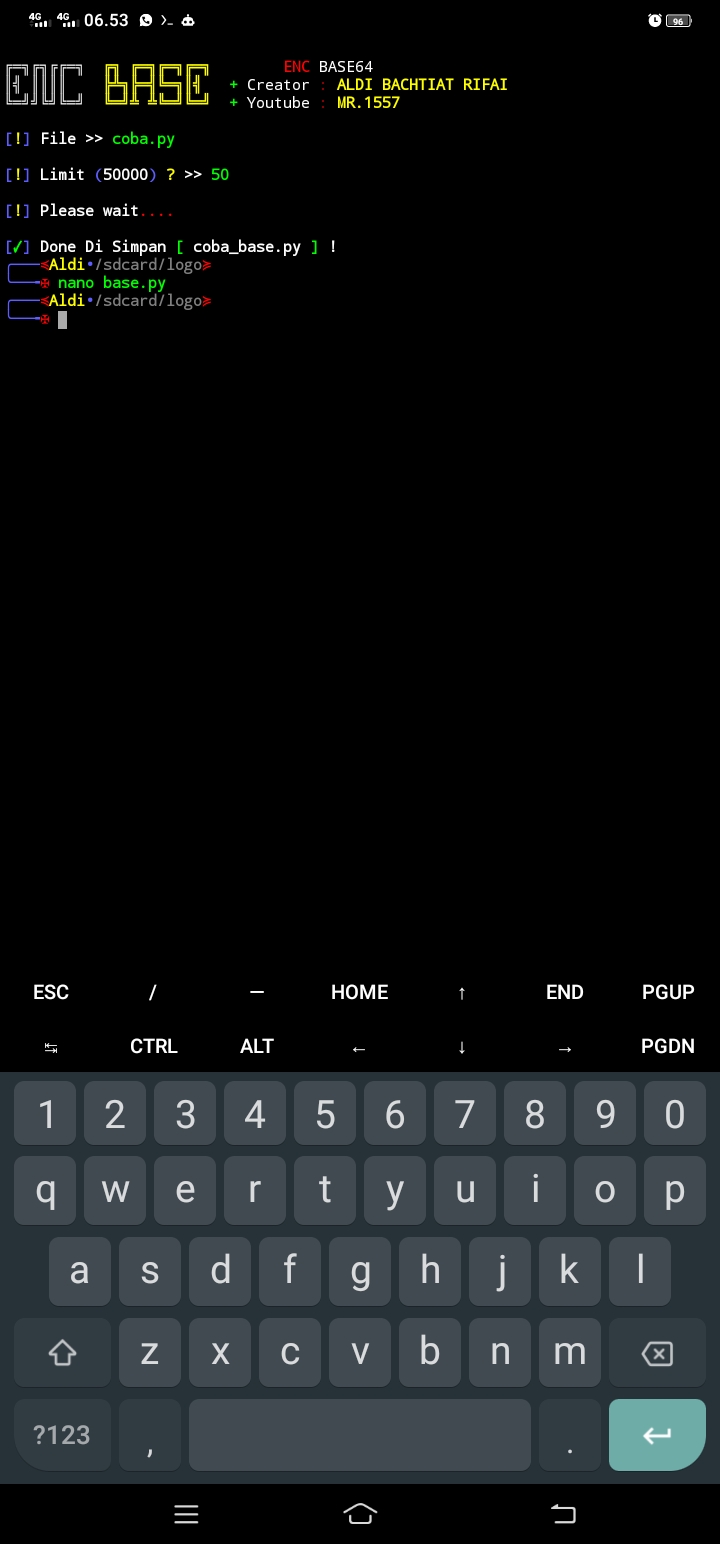 4G 4G 06.53 96
ENC BASE ENC BASE64
+ Creator : ALDI BACHTIAT RIFAI
+ Youtube : MR.1557
[!] File >> coba.py
[!] Limit (50000) ? >> 50
[!] Please wait....
[✓] Done Di Simpan [ coba_base.py ] !
Aldi•/sdcard/logo
nano base.py
Aldi•/sdcard/logo
ESC / — HOME ↑ END PGUP
↹ CTRL ALT ← ↓ → PGDN
1 2 3 4 5 6 7 8 9 0
q w e r t y u i o p
a s d f g h j k l
z x c v b n m
?123 , .